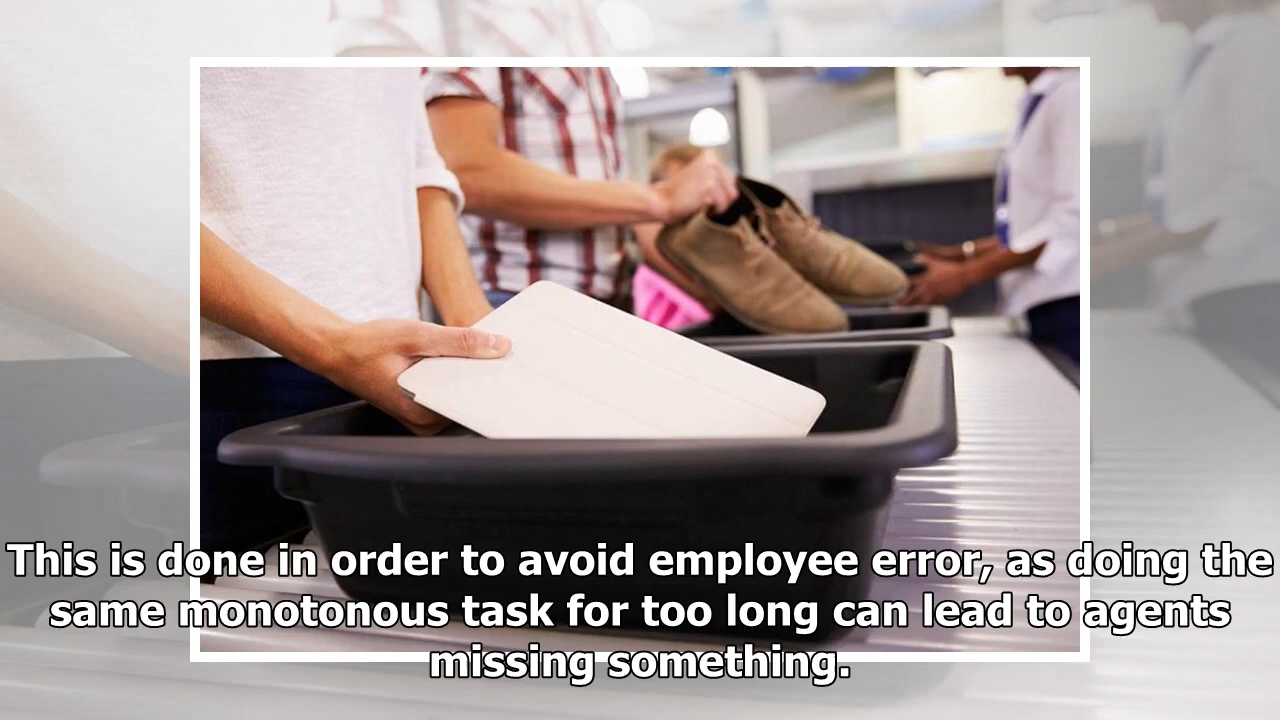 This is done in order to avoid employee error, as doing the
same monotonous task for too long can lead to agents
missing something.